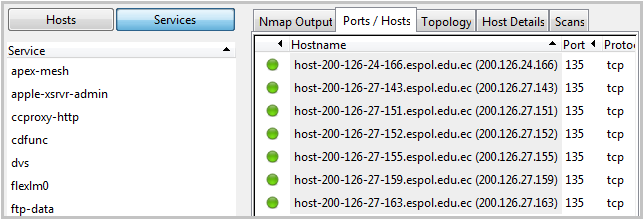 Hosts Services
Nmap Output Ports / Hosts Topology Host Details Scans
Service
apex-mesh
apple-xsrvr-admin
ccproxy-http
cdfunc
dvs
flexlm0
ftp-data
Hostname Port Protoc
host-200-126-24-166.espol.edu.ec (200.126.24.166) 135 tcp
host-200-126-27-143.espol.edu.ec (200.126.27.143) 135 tcp
host-200-126-27-151.espol.edu.ec (200.126.27.151) 135 tcp
host-200-126-27-152.espol.edu.ec (200.126.27.152) 135 tcp
host-200-126-27-155.espol.edu.ec (200.126.27.155) 135 tcp
host-200-126-27-159.espol.edu.ec (200.126.27.159) 135 tcp
host-200-126-27-163.espol.edu.ec (200.126.27.163) 135 tcp